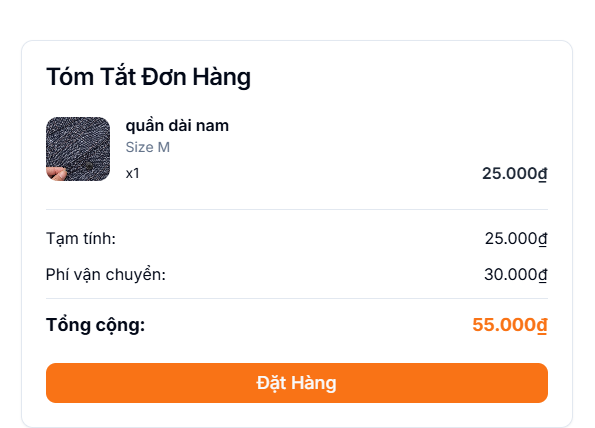 Tóm Tắt Đơn Hàng
quần dài nam
Size M
x1 25.000₫
Tạm tính: 25.000₫
Phí vận chuyển: 30.000₫
Tổng cộng: 55.000₫
Đặt Hàng